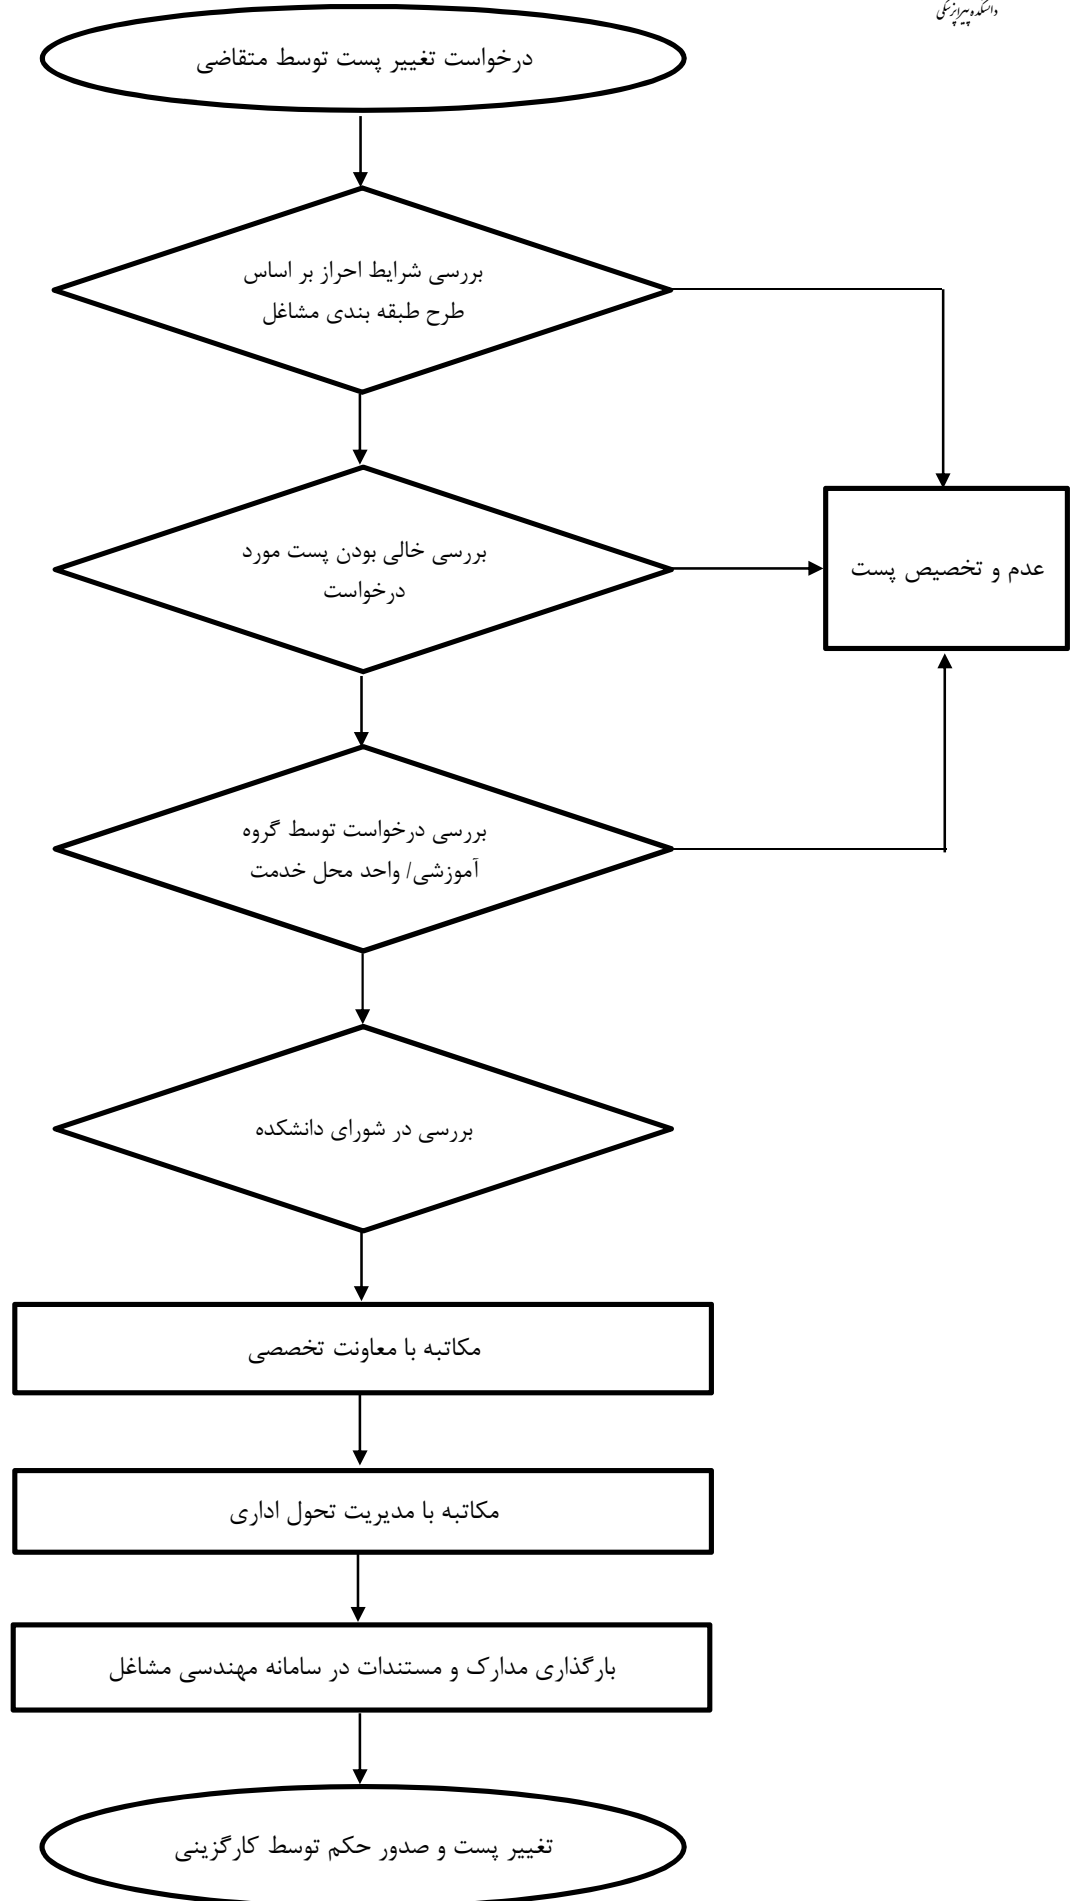 دانشکده پیراپزشکی
درخواست تغییر پست توسط متقاضی
بررسی شرایط احراز بر اساس
طرح طبقه بندی مشاغل
بررسی خالی بودن پست مورد
درخواست
عدم و تخصیص پست
بررسی درخواست توسط گروه
آموزشی/ واحد محل خدمت
بررسی در شورای دانشکده
مکاتبه با معاونت تخصصی
مکاتبه با مدیریت تحول اداری
بارگذاری مدارک و مستندات در سامانه مهندسی مشاغل
تغییر پست و صدور حکم توسط کارگزینی